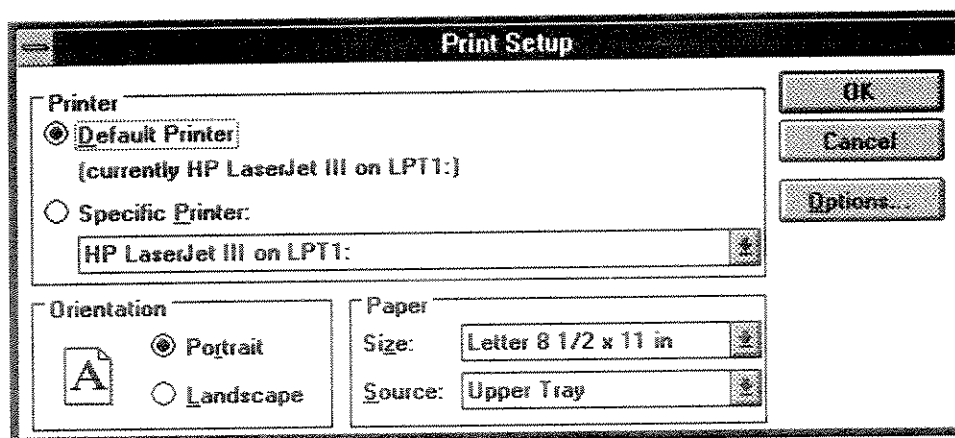 Print Setup
Printer
Default Printer
(currently HP LaserJet III on LPT1:)
Specific Printer:
HP LaserJet III on LPT1:
OK
Cancel
Options...
Orientation
A
Portrait
Landscape
Paper
Size: Letter 8 1/2 x 11 in
Source: Upper Tray